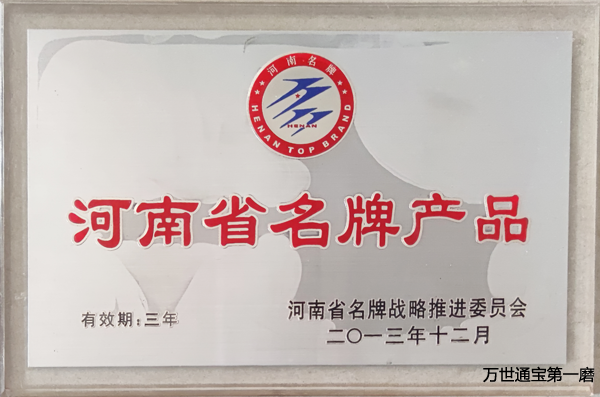 河南·名牌
HENAN
HENAN TOP BRAND
河南省名牌产品
有效期:三年
河南省名牌战略推进委员会
二〇一三年十二月
万世通宝第一磨